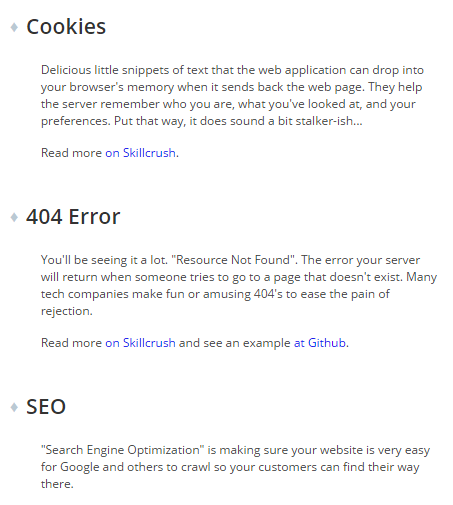 Cookies
Delicious little snippets of text that the web application can drop into
your browser's memory when it sends back the web page. They help
the server remember who you are, what you've looked at, and your
preferences. Put that way, it does sound a bit stalker-ish...
Read more on Skillcrush.
404 Error
You'll be seeing it a lot. "Resource Not Found". The error your server
will return when someone tries to go to a page that doesn't exist. Many
tech companies make fun or amusing 404's to ease the pain of
rejection.
Read more on Skillcrush and see an example at Github.
SEO
"Search Engine Optimization" is making sure your website is very easy
for Google and others to crawl so your customers can find their way
there.